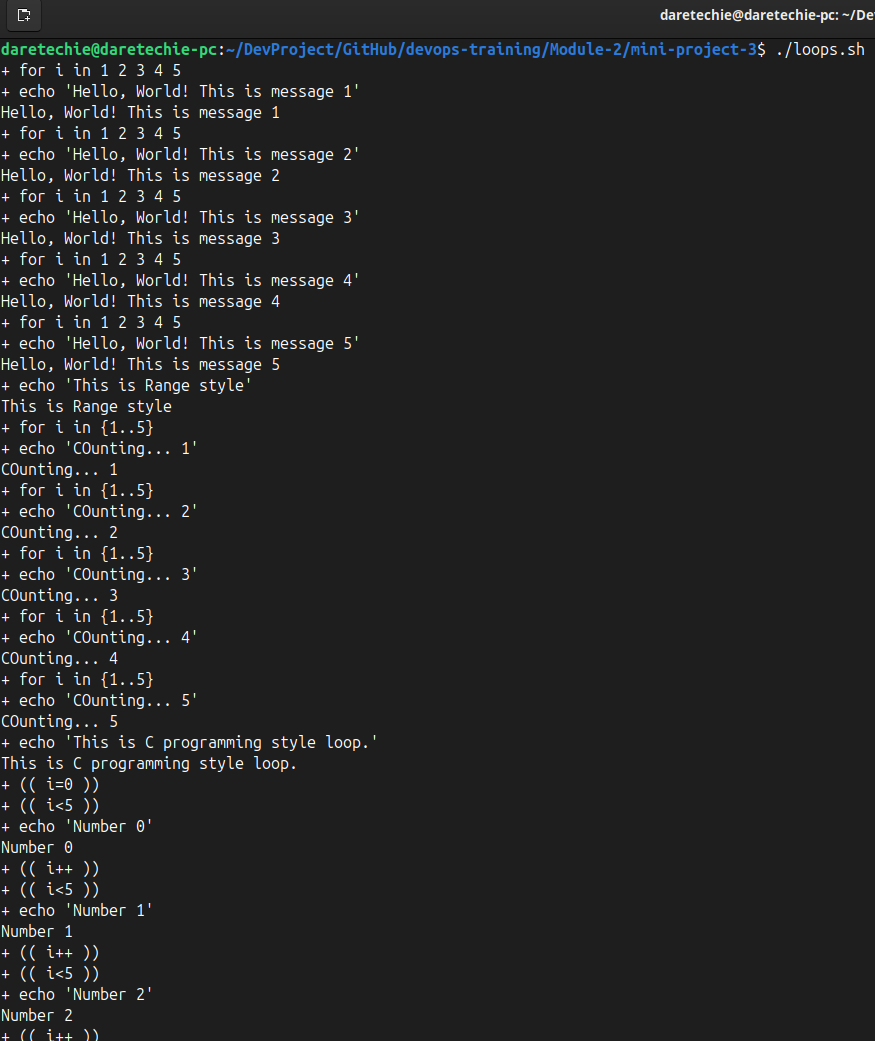 daretechie@daretechie-pc: ~/De
daretechie@daretechie-pc:~/DevProject/GitHub/devops-training/Module-2/mini-project-3$ ./loops.sh
+ for i in 1 2 3 4 5
+ echo 'Hello, World! This is message 1'
Hello, World! This is message 1
+ for i in 1 2 3 4 5
+ echo 'Hello, World! This is message 2'
Hello, World! This is message 2
+ for i in 1 2 3 4 5
+ echo 'Hello, World! This is message 3'
Hello, World! This is message 3
+ for i in 1 2 3 4 5
+ echo 'Hello, World! This is message 4'
Hello, World! This is message 4
+ for i in 1 2 3 4 5
+ echo 'Hello, World! This is message 5'
Hello, World! This is message 5
+ echo 'This is Range style'
This is Range style
+ for i in {1..5}
+ echo 'COunting... 1'
COunting... 1
+ for i in {1..5}
+ echo 'COunting... 2'
COunting... 2
+ for i in {1..5}
+ echo 'COunting... 3'
COunting... 3
+ for i in {1..5}
+ echo 'COunting... 4'
COunting... 4
+ for i in {1..5}
+ echo 'COunting... 5'
COunting... 5
+ echo 'This is C programming style loop.'
This is C programming style loop.
+ (( i=0 ))
+ (( i<5 ))
+ echo 'Number 0'
Number 0
+ (( i++ ))
+ (( i<5 ))
+ echo 'Number 1'
Number 1
+ (( i++ ))
+ (( i<5 ))
+ echo 'Number 2'
Number 2
+ (( i++ ))